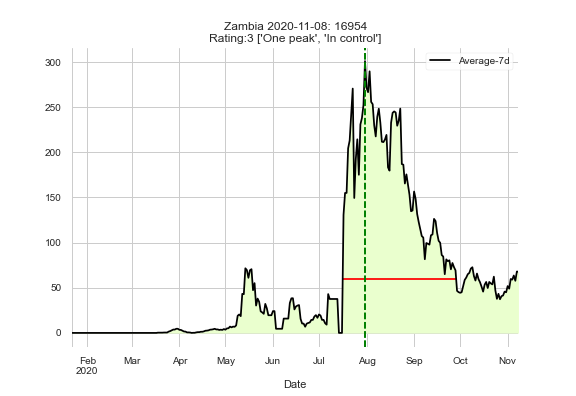 Zambia 2020-11-08: 16954
Rating:3 ['One peak', 'In control']
Average-7d
300
250
200
150
100
50
0
Feb Mar Apr May Jun Jul Aug Sep Oct Nov
2020
Date